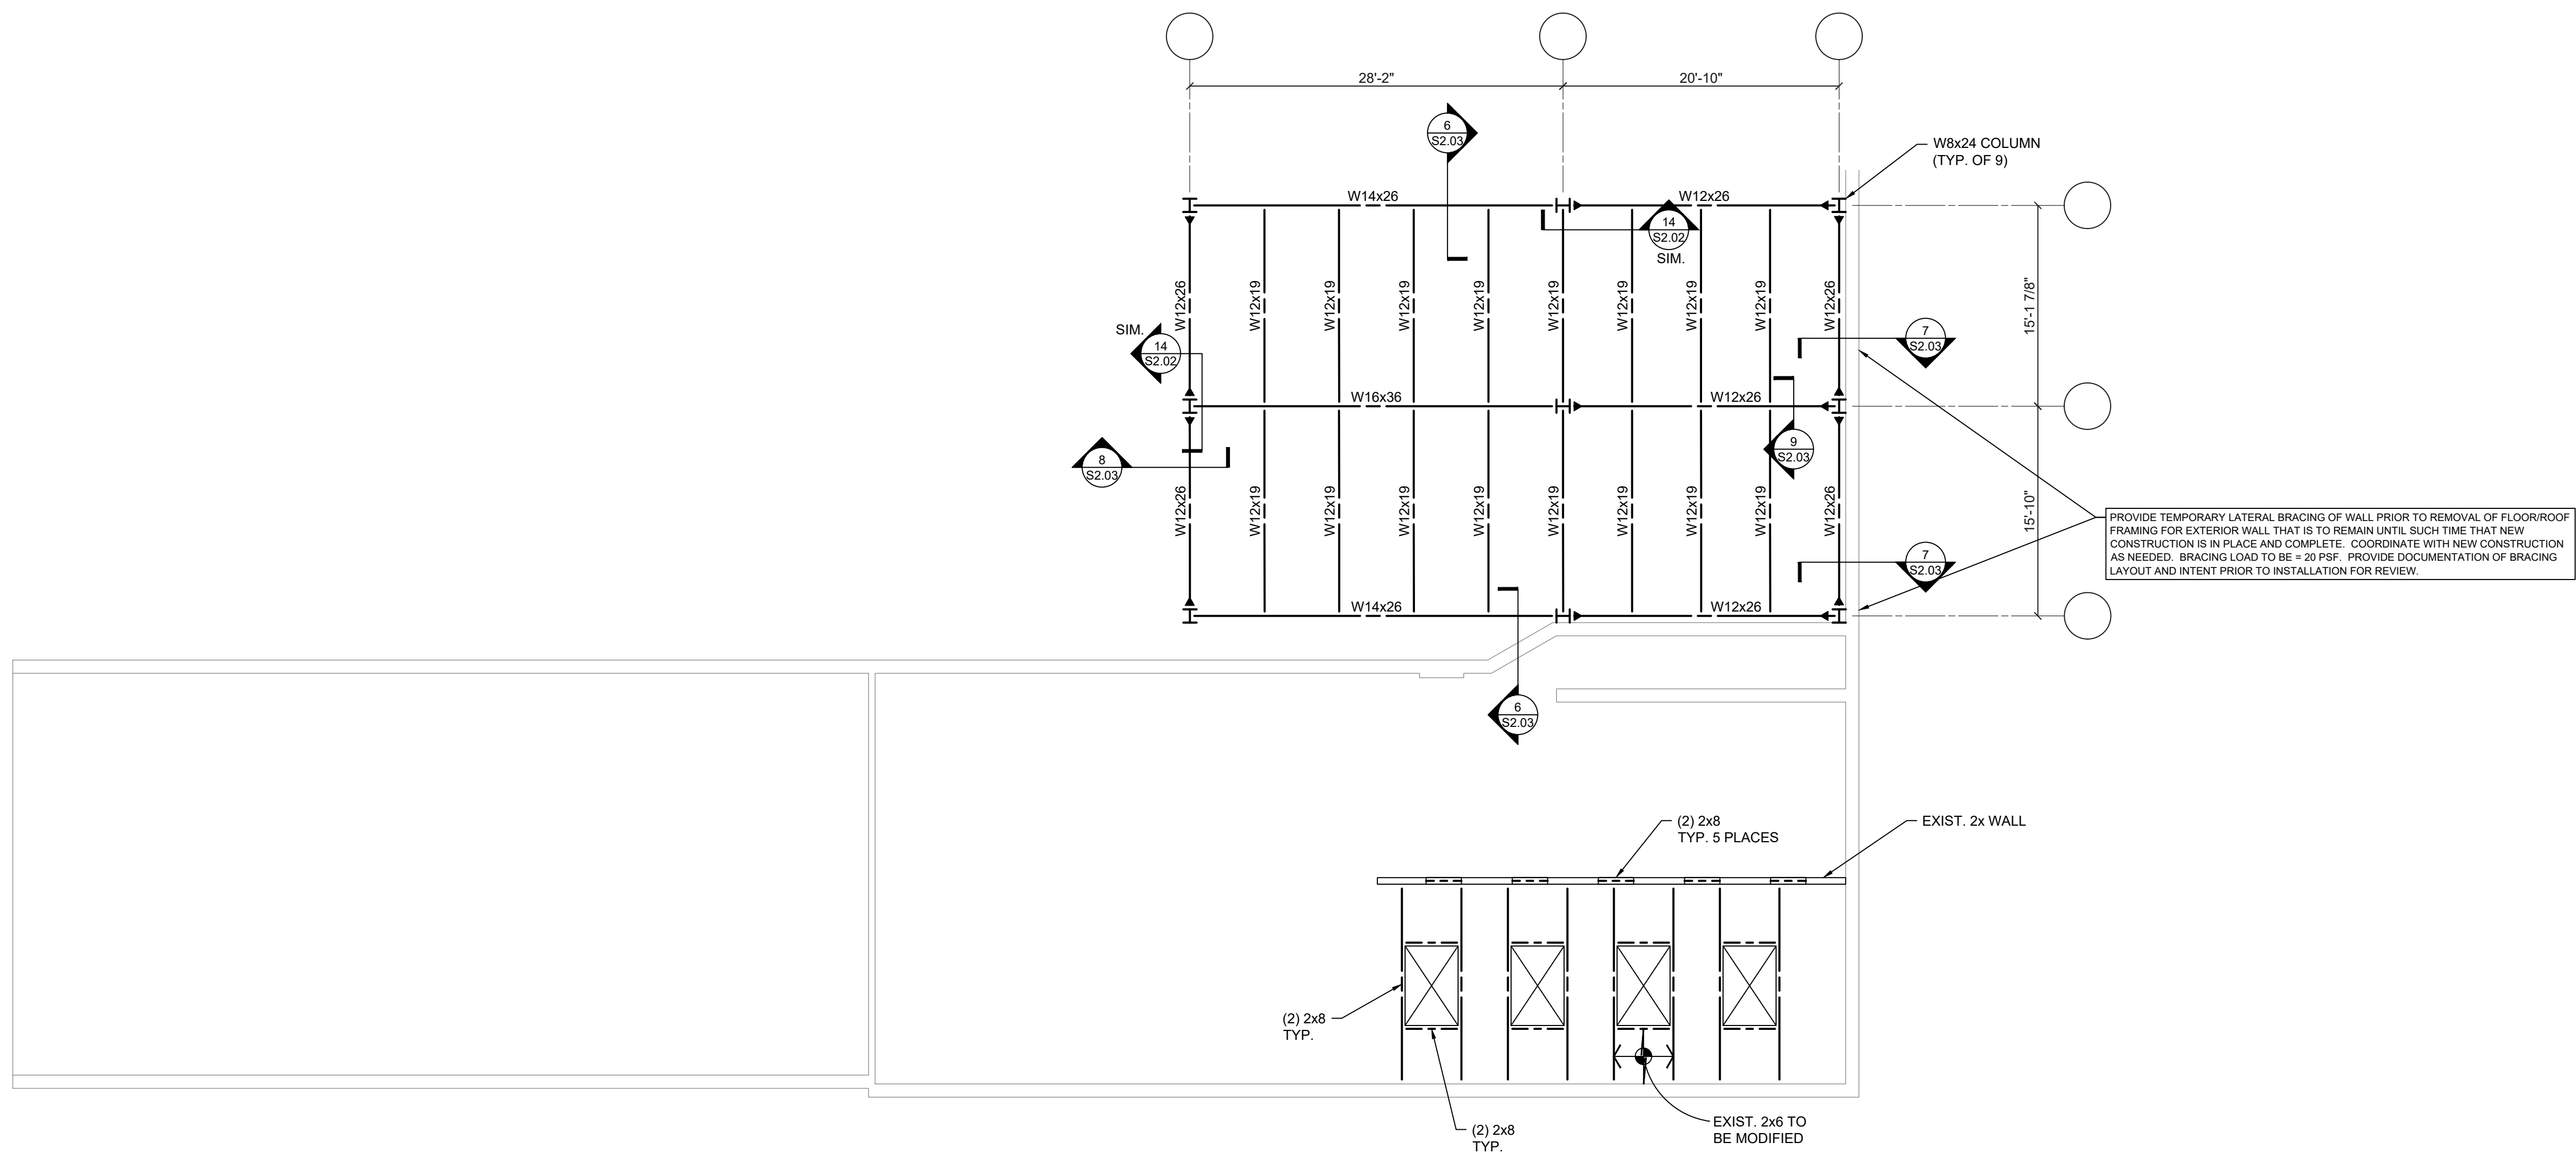 28'-2"
20'-10"
6
S2.03
W8x24 COLUMN
(TYP. OF 9)
W14x26
W12x26
14
S2.02
SIM.
W12x26
W12x19
W12x19
W12x19
W12x19
W12x19
W12x19
W12x19
W12x19
W12x26
15'-1 7/8"
SIM.
14
S2.02
7
S2.03
W16x36
W12x26
9
S2.03
8
S2.03
W12x26
W12x19
W12x19
W12x19
W12x19
W12x19
W12x19
W12x19
W12x19
W12x26
15'-10"
PROVIDE TEMPORARY LATERAL BRACING OF WALL PRIOR TO REMOVAL OF FLOOR/ROOF
FRAMING FOR EXTERIOR WALL THAT IS TO REMAIN UNTIL SUCH TIME THAT NEW
CONSTRUCTION IS IN PLACE AND COMPLETE. COORDINATE WITH NEW CONSTRUCTION
AS NEEDED. BRACING LOAD TO BE = 20 PSF. PROVIDE DOCUMENTATION OF BRACING
LAYOUT AND INTENT PRIOR TO INSTALLATION FOR REVIEW.
7
S2.03
W14x26
W12x26
6
S2.03
(2) 2x8
TYP. 5 PLACES
EXIST. 2x WALL
(2) 2x8
TYP.
(2) 2x8
TYP.
EXIST. 2x6 TO
BE MODIFIED